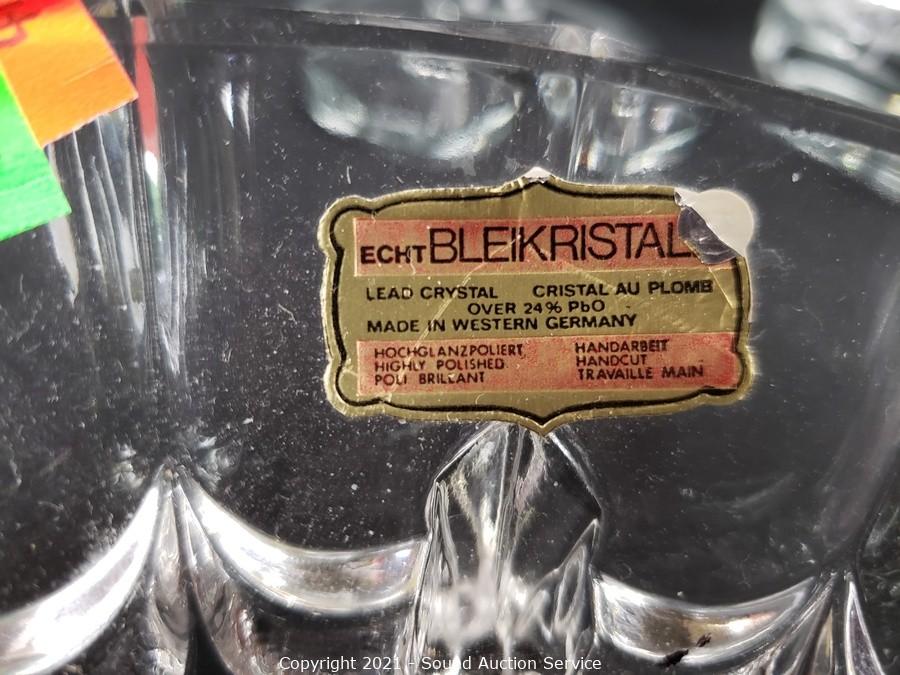 ECHT BLEIKRISTAL
LEAD CRYSTAL CRISTAL AU PLOMB
OVER 24% PbO
MADE IN WESTERN GERMANY
HOCHGLANZPOLIERT HANDARBEIT
HIGHLY POLISHED HANDCUT
POLI BRILLANT TRAVAILLE MAIN
Copyright 2021 - Sound Auction Service